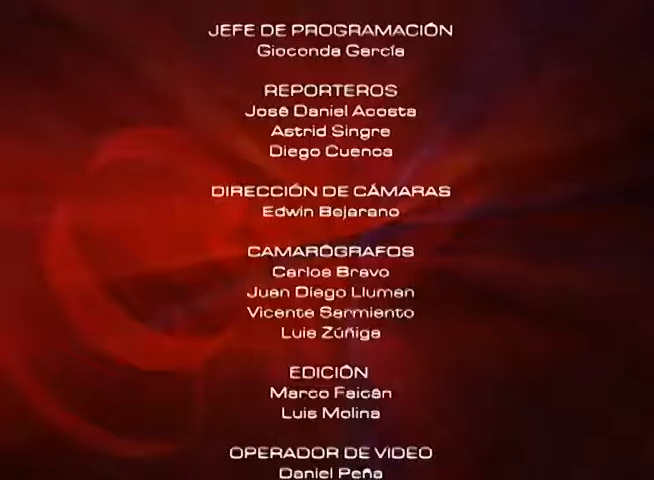 JEFE DE PROGRAMACIÓN
Gioconda García
REPORTEROS
José Daniel Acosta
Astrid Singre
Diego Cuenca
DIRECCIÓN DE CÁMARAS
Edwin Bejarano
CAMARÓGRAFOS
Carlos Bravo
Juan Diego Lluman
Vicente Sarmiento
Luis Zúñiga
EDICIÓN
Marco Faicán
Luis Molina
OPERADOR DE VIDEO
Daniel Peña